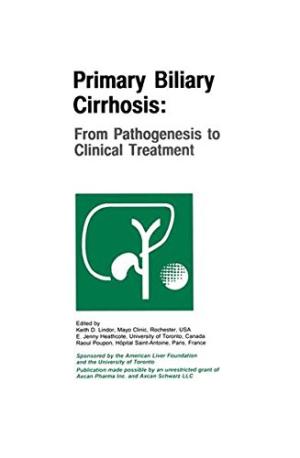 Primary Biliary
Cirrhosis:
From Pathogenesis to
Clinical Treatment
Edited by
Keith D. Lindor, Mayo Clinic, Rochester, USA
E. Jenny Heathcote, University of Toronto, Canada
Raoul Poupon, Hôpital Saint-Antoine, Paris, France
Sponsored by the American Liver Foundation
and the University of Toronto
Publication made possible by an unrestricted grant of
Axcan Pharma Inc. and Axcan Schwarz LLC